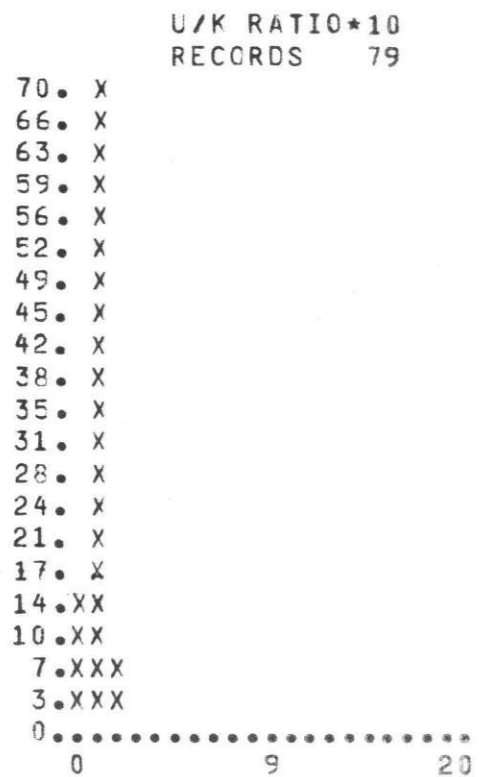 U/K RATIO*10
RECORDS 79
70. X
66. X
63. X
59. X
56. X
52. X
49. X
45. X
42. X
38. X
35. X
31. X
28. X
24. X
21. X
17. X
14.XX
10.XX
7.XXX
3.XXX
0......................
0 9 20